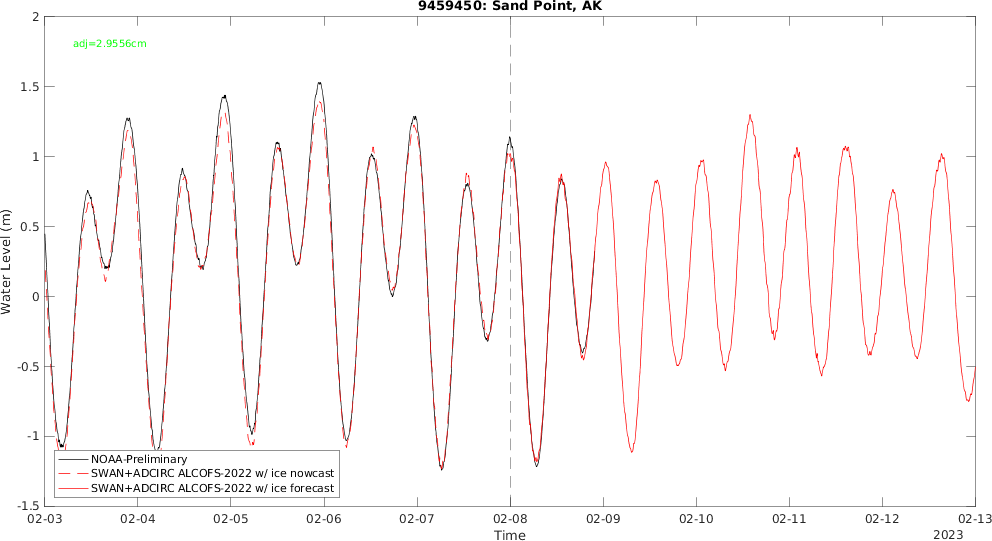 9459450: Sand Point, AK
adj=2.9556cm
Water Level (m)
2
1.5
1
0.5
0
-0.5
-1
-1.5
NOAA-Preliminary
SWAN+ADCIRC ALCOFS-2022 w/ ice nowcast
SWAN+ADCIRC ALCOFS-2022 w/ ice forecast
02-03 02-04 02-05 02-06 02-07 02-08 02-09 02-10 02-11 02-12 02-13
Time
2023